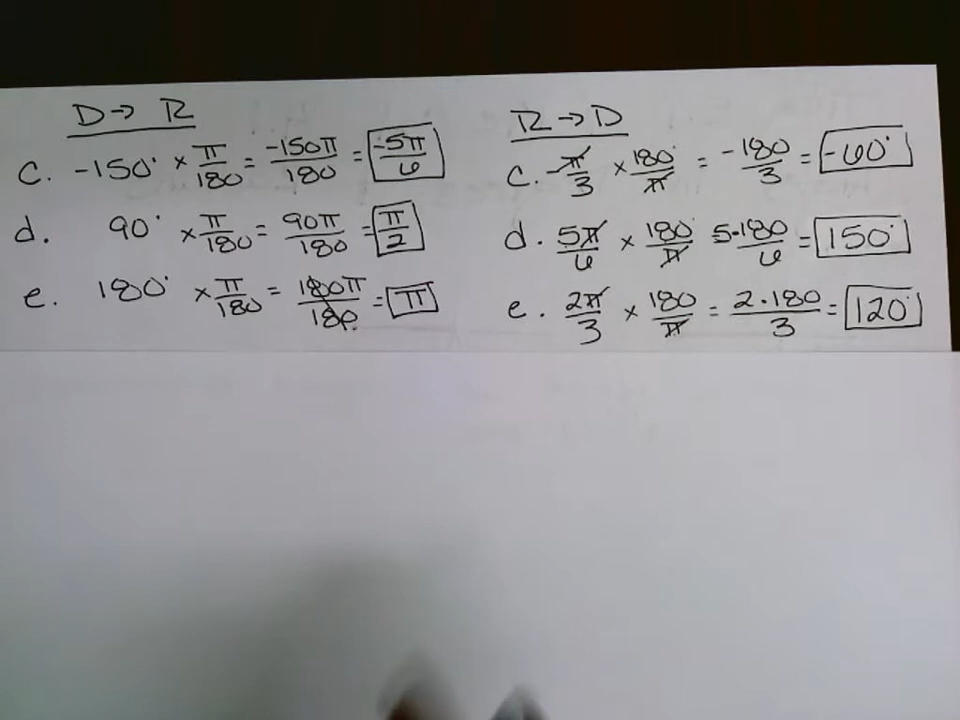 D → R
c. -150° × π/180 = -150π/180 = -5π/6
d. 90° × π/180 = 90π/180 = π/2
e. 180° × π/180 = 180π/180 = π
R → D
c. -π/3 × 180°/π = -180/3 = -60°
d. 5π/6 × 180/π 5·180/6 = 150°
e. 2π/3 × 180/π = 2·180/3 = 120°